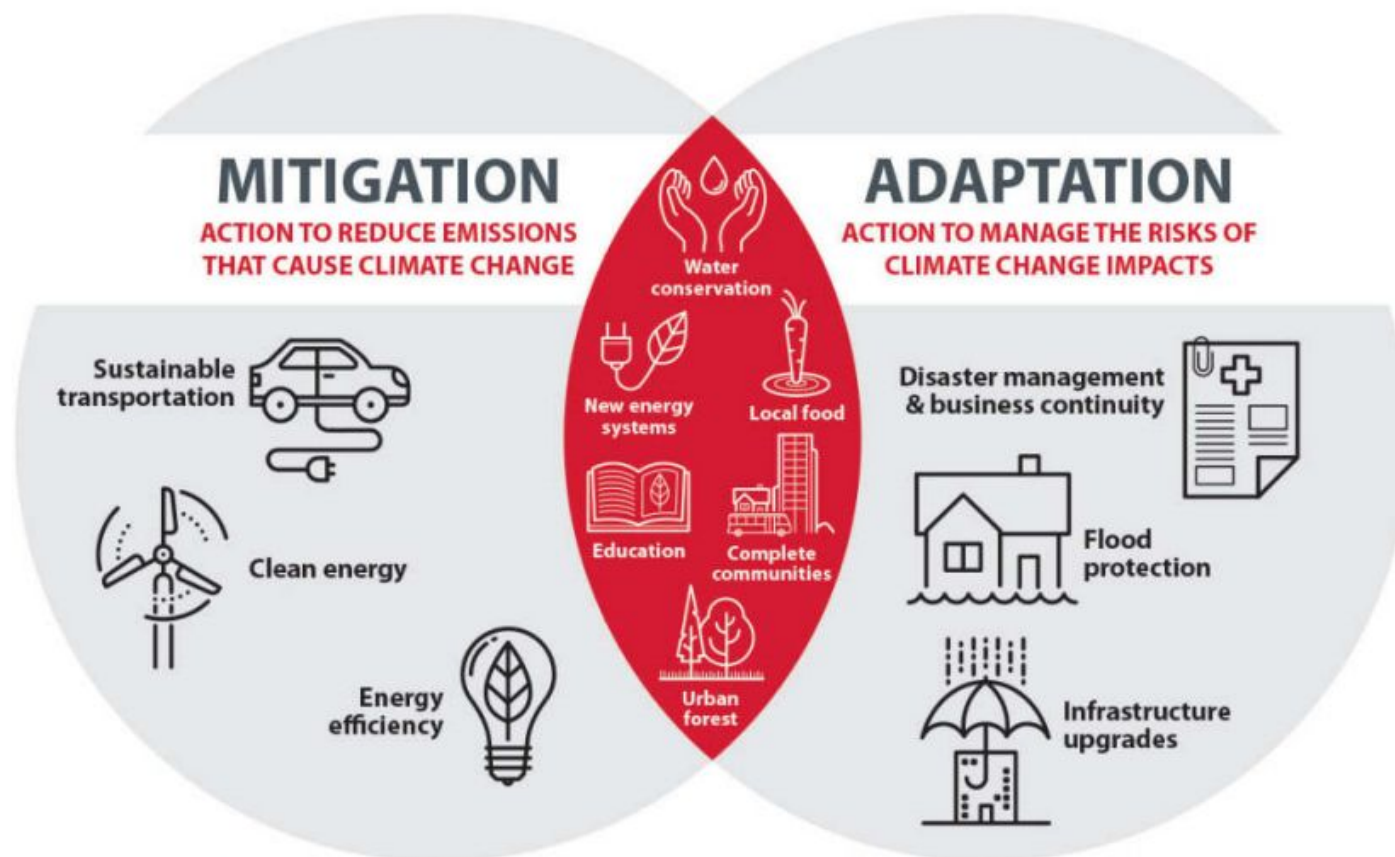 MITIGATION
ACTION TO REDUCE EMISSIONS
THAT CAUSE CLIMATE CHANGE
Sustainable
transportation
Clean energy
Energy
efficiency
Water
conservation
New energy
systems
Local food
Education
Complete
communities
Urban
forest
ADAPTATION
ACTION TO MANAGE THE RISKS OF
CLIMATE CHANGE IMPACTS
Disaster management
& business continuity
Flood
protection
Infrastructure
upgrades